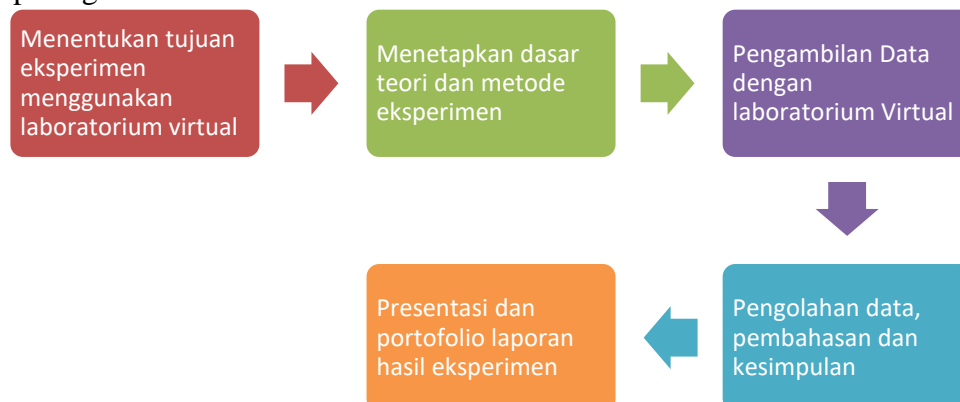 Menentukan tujuan
eksperimen
menggunakan
laboratorium virtual
Menetapkan dasar
teori dan metode
eksperimen
Pengambilan Data
dengan
laboratorium Virtual
Pengolahan data,
pembahasan dan
kesimpulan
Presentasi dan
portofolio laporan
hasil eksperimen